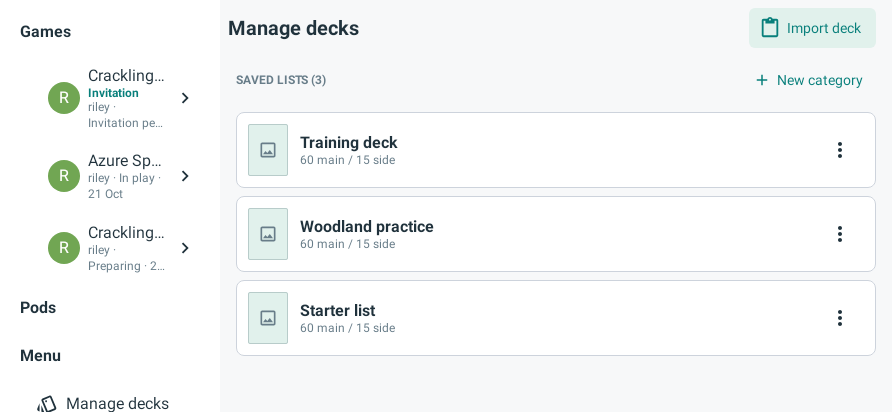 Games
R
Crackling...
Invitation
riley ·
Invitation pe...
R
Azure Sp...
riley · In play ·
21 Oct
R
Crackling...
riley ·
Preparing · 2...
Pods
Menu
Manage decks
Manage decks
Import deck
SAVED LISTS (3)
New category
Training deck
60 main / 15 side
Woodland practice
60 main / 15 side
Starter list
60 main / 15 side